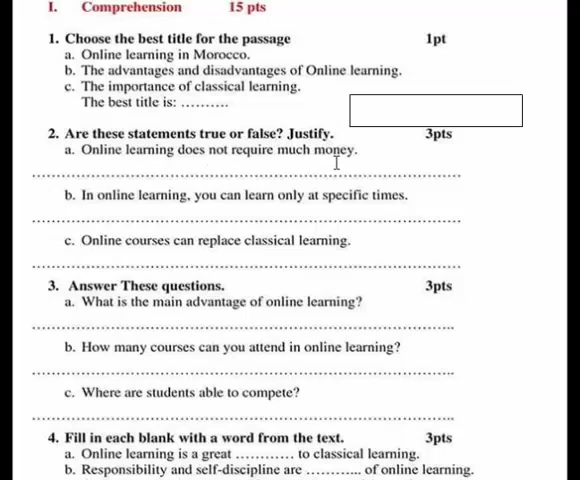 I. Comprehension 15 pts
1. Choose the best title for the passage 1pt
a. Online learning in Morocco.
b. The advantages and disadvantages of Online learning.
c. The importance of classical learning.
The best title is: ..........
2. Are these statements true or false? Justify. 3pts
a. Online learning does not require much money.
b. In online learning, you can learn only at specific times.
c. Online courses can replace classical learning.
3. Answer These questions. 3pts
a. What is the main advantage of online learning?
b. How many courses can you attend in online learning?
c. Where are students able to compete?
4. Fill in each blank with a word from the text. 3pts
a. Online learning is a great ............ to classical learning.
b. Responsibility and self-discipline are ........... of online learning.